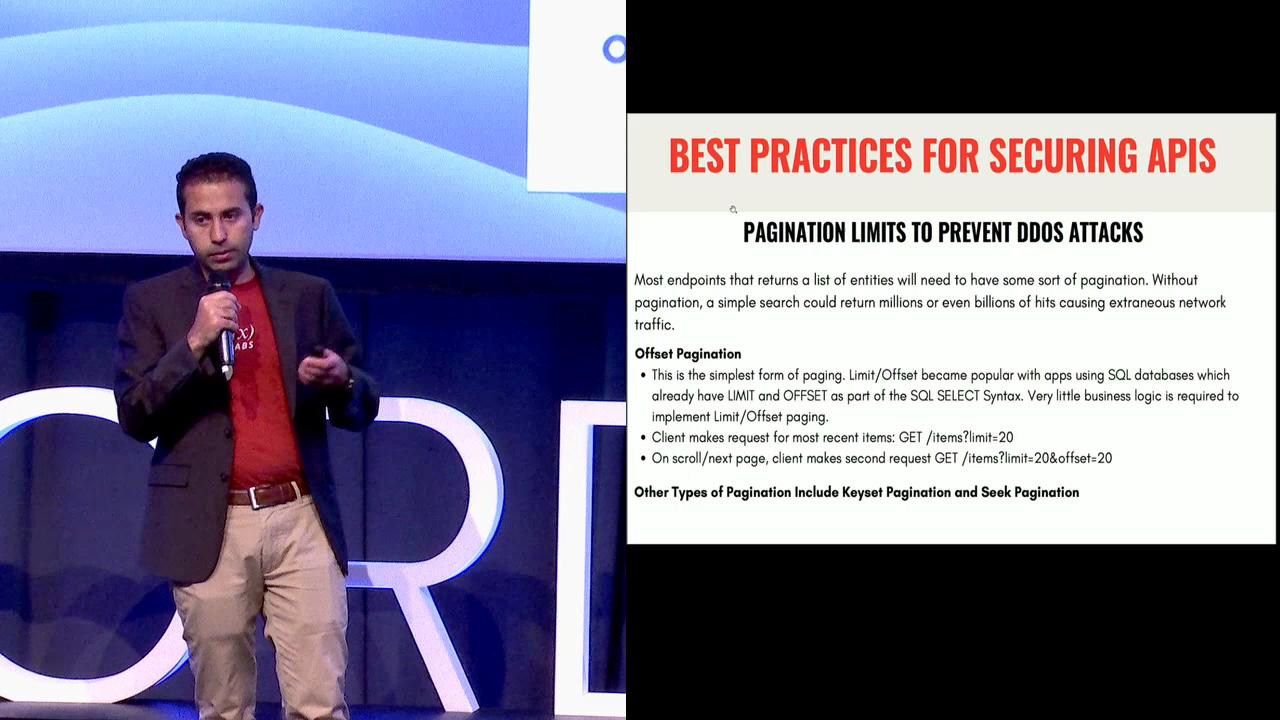 BEST PRACTICES FOR SECURING APIS
PAGINATION LIMITS TO PREVENT DDOS ATTACKS
Most endpoints that returns a list of entities will need to have some sort of pagination. Without
pagination, a simple search could return millions or even billions of hits causing extraneous network
traffic.
Offset Pagination
• This is the simplest form of paging. Limit/Offset became popular with apps using SQL databases which
already have LIMIT and OFFSET as part of the SQL SELECT Syntax. Very little business logic is required to
implement Limit/Offset paging.
• Client makes request for most recent items: GET /items?limit=20
• On scroll/next page, client makes second request GET /items?limit=20&offset=20
Other Types of Pagination Include Keyset Pagination and Seek Pagination
x)
ABS
OR